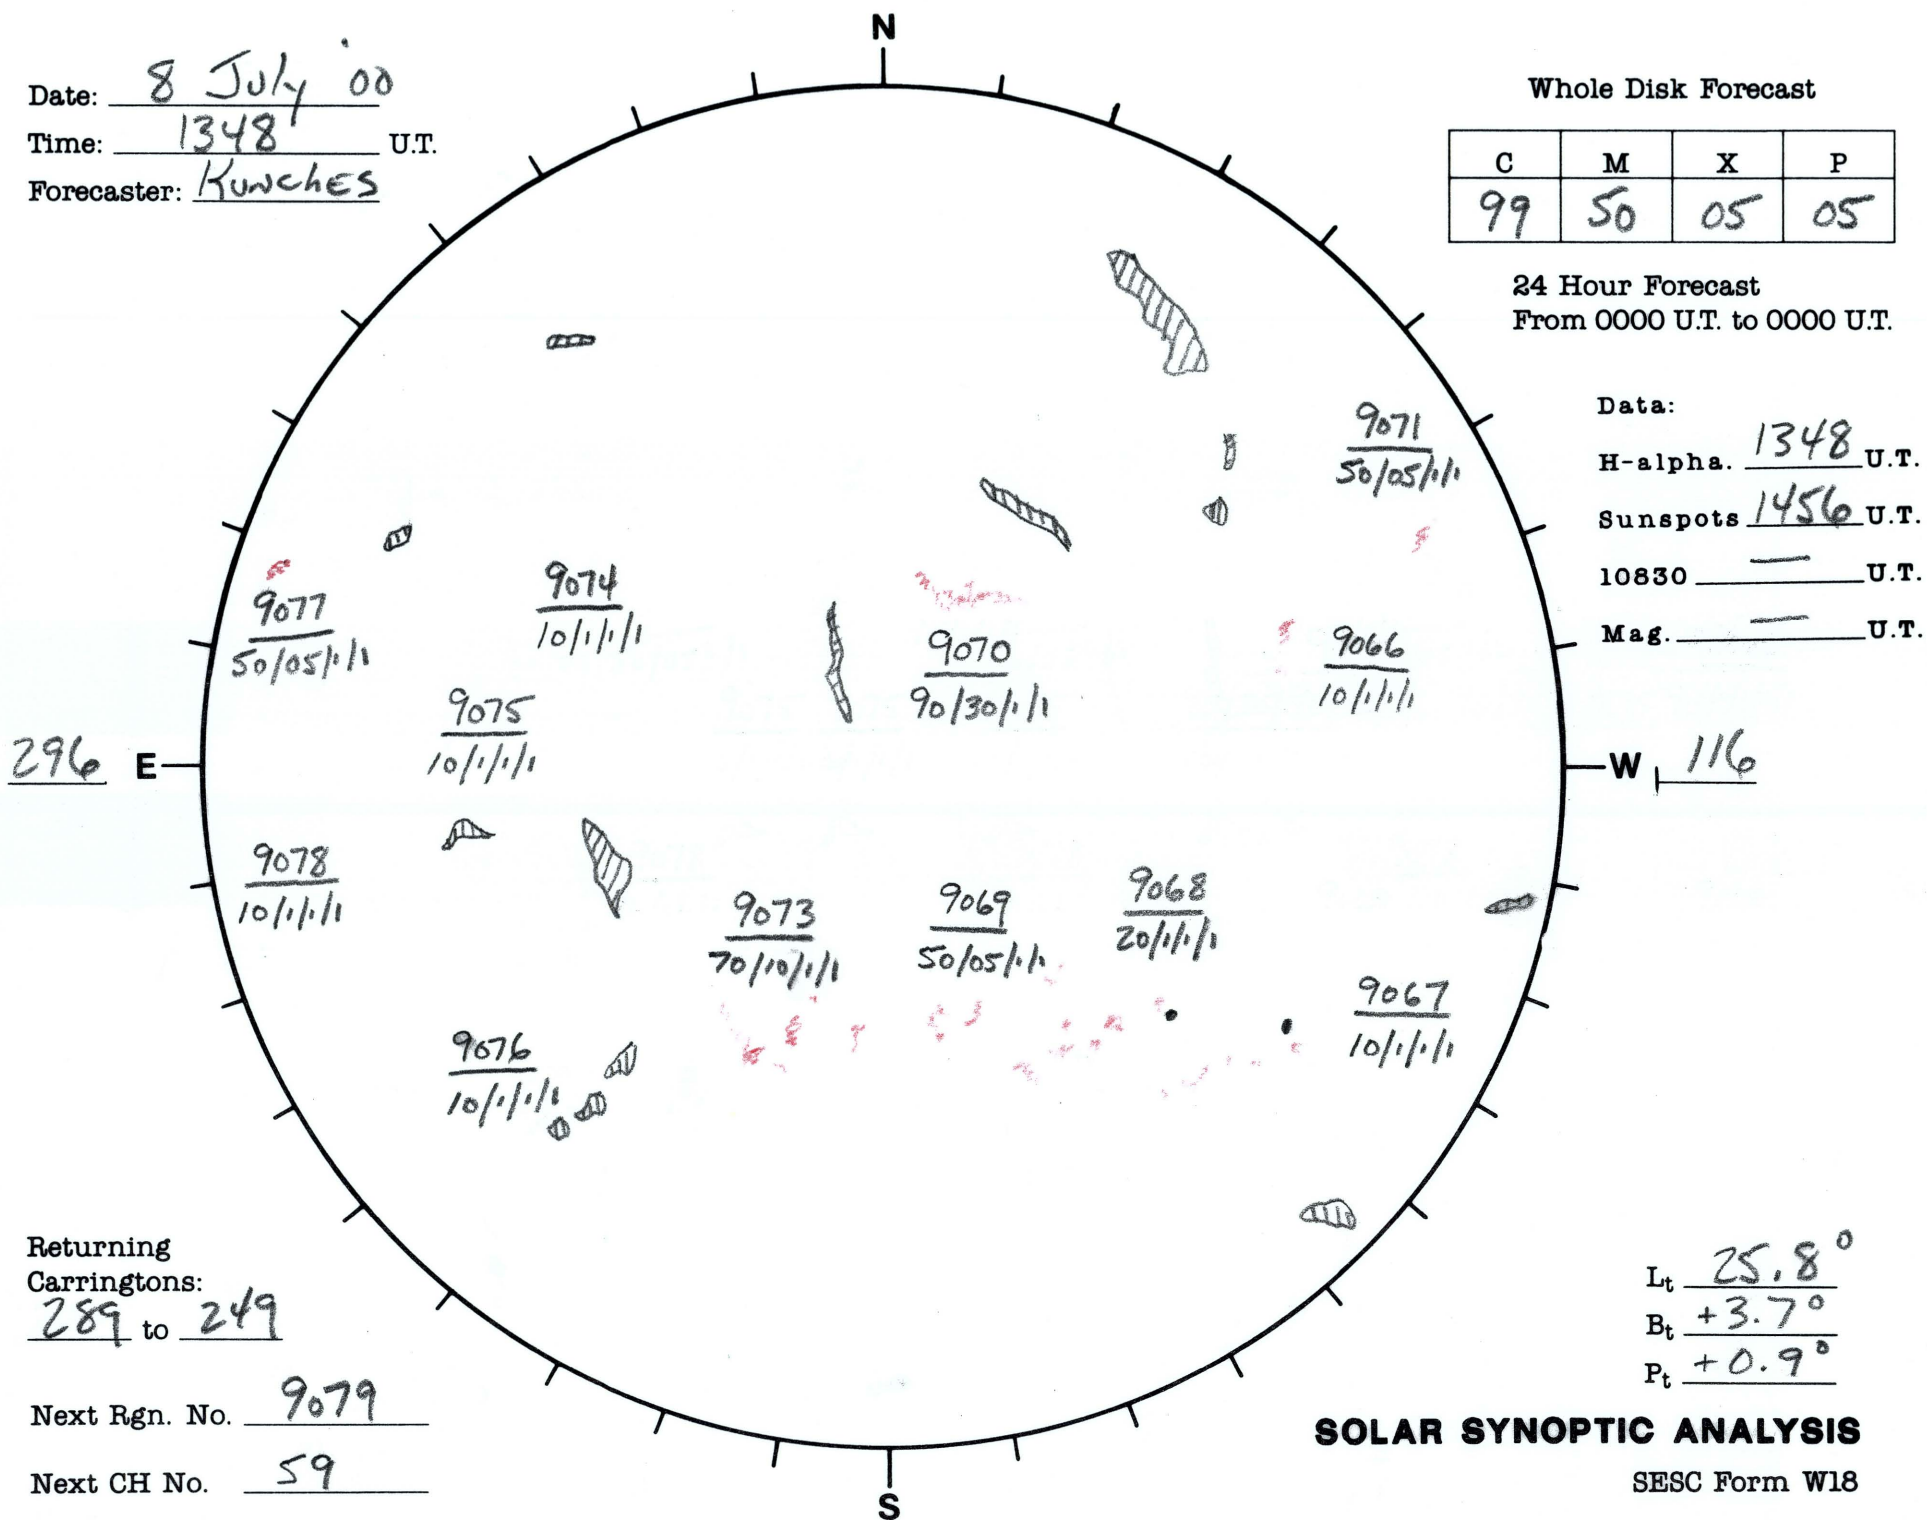 N
Date: 8 July '00
Time: 1348 U.T.
Forecaster: Kunches
Whole Disk Forecast
C M X P
99 50 05 05
24 Hour Forecast
From 0000 U.T. to 0000 U.T.
Data:
H-alpha. 1348 U.T.
Sunspots 1456 U.T.
10830 — U.T.
Mag. — U.T.
9071
50/05/1/1
9077
50/05/1/1
9074
10/1/1/1
9070
90/30/1/1
9066
10/1/1/1
9075
10/1/1/1
296 E
W 116
9078
10/1/1/1
9073
70/10/1/1
9069
50/05/1/1
9068
20/1/1/1
9067
10/1/1/1
9076
10/1/1/1
Returning
Carringtons:
289 to 249
Next Rgn. No. 9079
Next CH No. 59
S
Lt 25.8°
Bt +3.7°
Pt +0.9°
SOLAR SYNOPTIC ANALYSIS
SESC Form W18